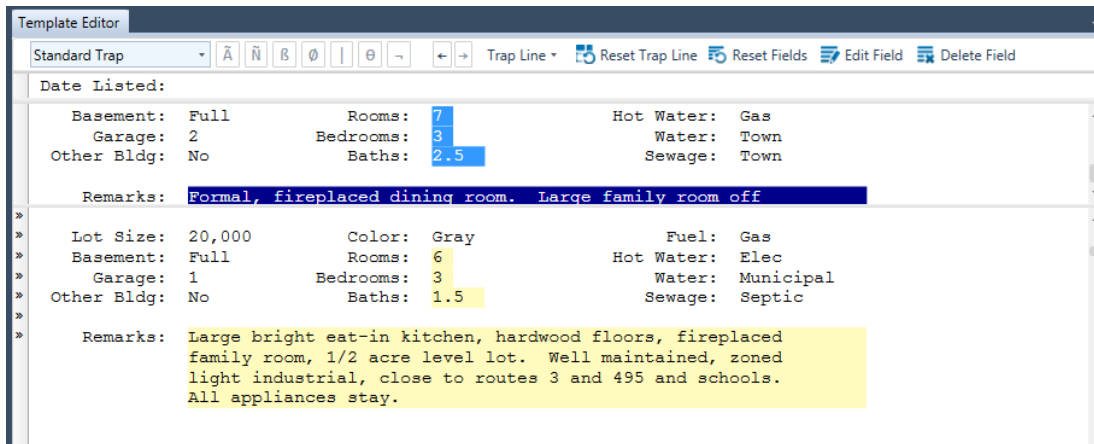 Template Editor
Standard Trap Ã Ñ ß Ø | θ ¬ ← → Trap Line Reset Trap Line Reset Fields Edit Field Delete Field
Date Listed:
Basement: Full Rooms: 7 Hot Water: Gas
Garage: 2 Bedrooms: 3 Water: Town
Other Bldg: No Baths: 2.5 Sewage: Town
Remarks: Formal, fireplaced dining room. Large family room off
»
» Lot Size: 20,000 Color: Gray Fuel: Gas
» Basement: Full Rooms: 6 Hot Water: Elec
» Garage: 1 Bedrooms: 3 Water: Municipal
» Other Bldg: No Baths: 1.5 Sewage: Septic
»
» Remarks: Large bright eat-in kitchen, hardwood floors, fireplaced
family room, 1/2 acre level lot. Well maintained, zoned
light industrial, close to routes 3 and 495 and schools.
All appliances stay.